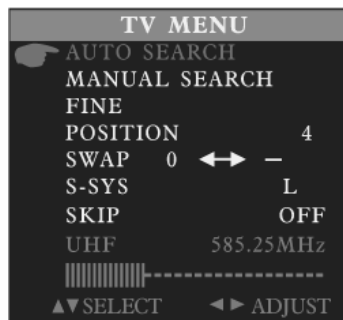 TV MENU
AUTO SEARCH
MANUAL SEARCH
FINE
POSITION 4
SWAP 0 ◄► –
S-SYS L
SKIP OFF
UHF 585.25MHz
▲▼SELECT ◄► ADJUST